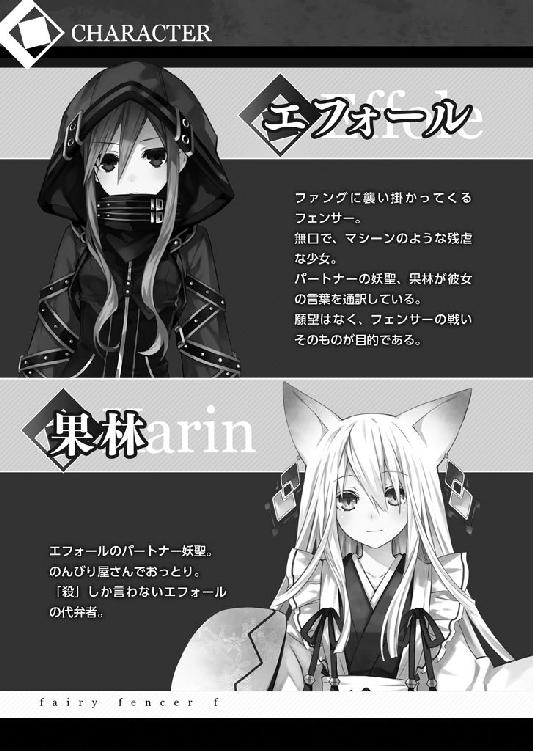 CHARACTER
Effole
エフォール
ファングに襲い掛かってくる
フェンサー。
無口で、マシーンのような残虐
な少女。
パートナーの妖聖、果林が彼女
の言葉を通訳している。
願望はなく、フェンサーの戦い
そのものが目的である。
Karin
果林
エフォールのパートナー妖聖。
のんびり屋さんでおっとり。
「殺」しか言わないエフォール
の代弁者。
fairy fencer f